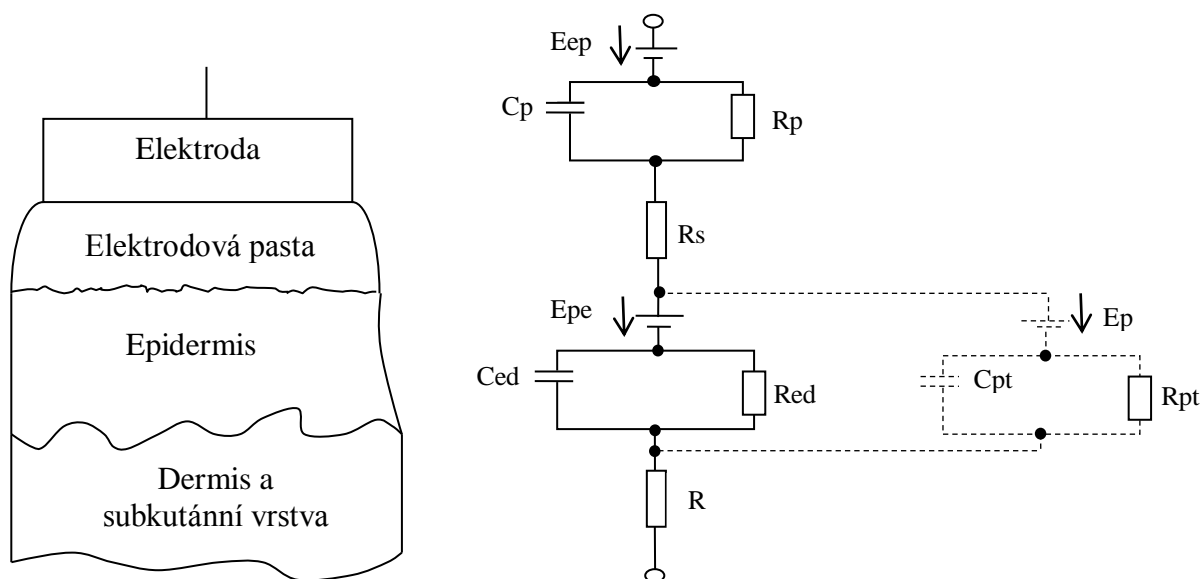 Elektroda
Elektrodová pasta
Epidermis
Dermis a
subkutánní vrstva
Eep
Cp
Rp
Rs
Epe
Ep
Ced
Red
Cpt
Rpt
R